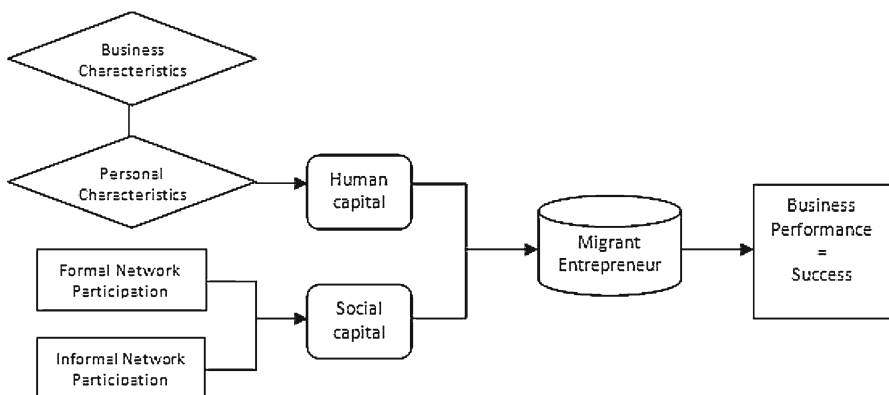 Business
Characteristics
Personal
Characteristics
Human
capital
Migrant
Entrepreneur
Business
Performance
=
Success
Formal Network
Participation
Social
capital
Informal Network
Participation